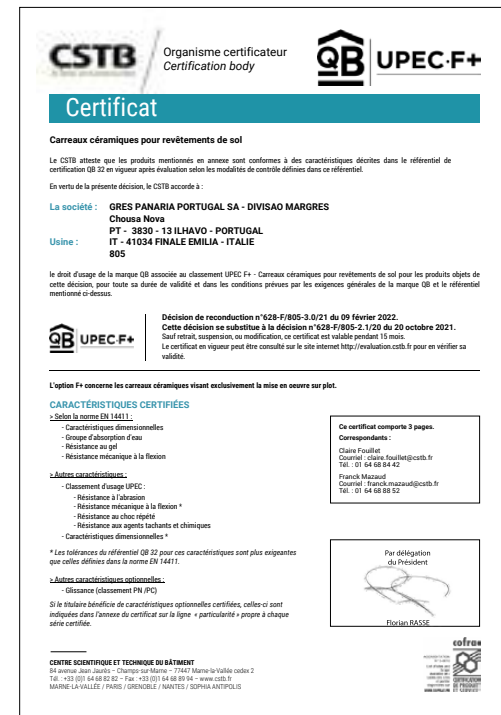 CSTB
Organisme certificateur
Certification body
QB UPEC·F+
Certificat
Carreaux céramiques pour revêtements de sol
Le CSTB atteste que les produits mentionnés en annexe sont conformes à des caractéristiques décrites dans le référentiel de
certification QB 32 en vigueur après évaluation selon les modalités de contrôle définies dans ce référentiel.
En vertu de la présente décision, le CSTB accorde à :
La société : GRES PANARIA PORTUGAL SA - DIVISAO MARGRES
Chousa Nova
PT - 3830 - 13 ILHAVO - PORTUGAL
Usine : IT - 41034 FINALE EMILIA - ITALIE
805
le droit d'usage de la marque QB associée au classement UPEC F+ - Carreaux céramiques pour revêtements de sol pour les produits objets de
cette décision, pour toute sa durée de validité et dans les conditions prévues par les exigences générales de la marque QB et le référentiel
mentionné ci-dessus.
QB UPEC·F+
Décision de reconduction n°628-F/805-3.0/21 du 09 février 2022.
Cette décision se substitue à la décision n°628-F/805-2.1/20 du 20 octobre 2021.
Sauf retrait, suspension, ou modification, ce certificat est valable pendant 15 mois.
Le certificat en vigueur peut être consulté sur le site internet http://evaluation.cstb.fr pour en vérifier sa
validité.
L'option F+ concerne les carreaux céramiques visant exclusivement la mise en oeuvre sur plot.
CARACTÉRISTIQUES CERTIFIÉES
> Selon la norme EN 14411 :
- Caractéristiques dimensionnelles
- Groupe d'absorption d'eau
- Résistance au gel
- Résistance mécanique à la flexion
> Autres caractéristiques :
- Classement d'usage UPEC :
- Résistance à l'abrasion
- Résistance mécanique à la flexion *
- Résistance au choc répété
- Résistance aux agents tachants et chimiques
- Caractéristiques dimensionnelles *
* Les tolérances du référentiel QB 32 pour ces caractéristiques sont plus exigeantes
que celles définies dans la norme EN 14411.
> Autres caractéristiques optionnelles :
- Glissance (classement PN /PC)
Si le titulaire bénéficie de caractéristiques optionnelles certifiées, celles-ci sont
indiquées dans l'annexe du certificat sur la ligne « particularité » propre à chaque
série certifiée.
Ce certificat comporte 3 pages.
Correspondants :
Claire Fouillet
Courriel : claire.fouillet@cstb.fr
Tél. : 01 64 68 84 42
Franck Mazaud
Courriel : franck.mazaud@cstb.fr
Tél. : 01 64 68 88 52
Par délégation
du Président
Florian RASSE
CENTRE SCIENTIFIQUE ET TECHNIQUE DU BÂTIMENT
84 avenue Jean Jaurès – Champs-sur-Marne – 77447 Marne-la-Vallée cedex 2
Tél. : +33 (0)1 64 68 82 82 – Fax : +33 (0)1 64 68 89 94 – www.cstb.fr
MARNE-LA-VALLÉE / PARIS / GRENOBLE / NANTES / SOPHIA ANTIPOLIS
cofrac